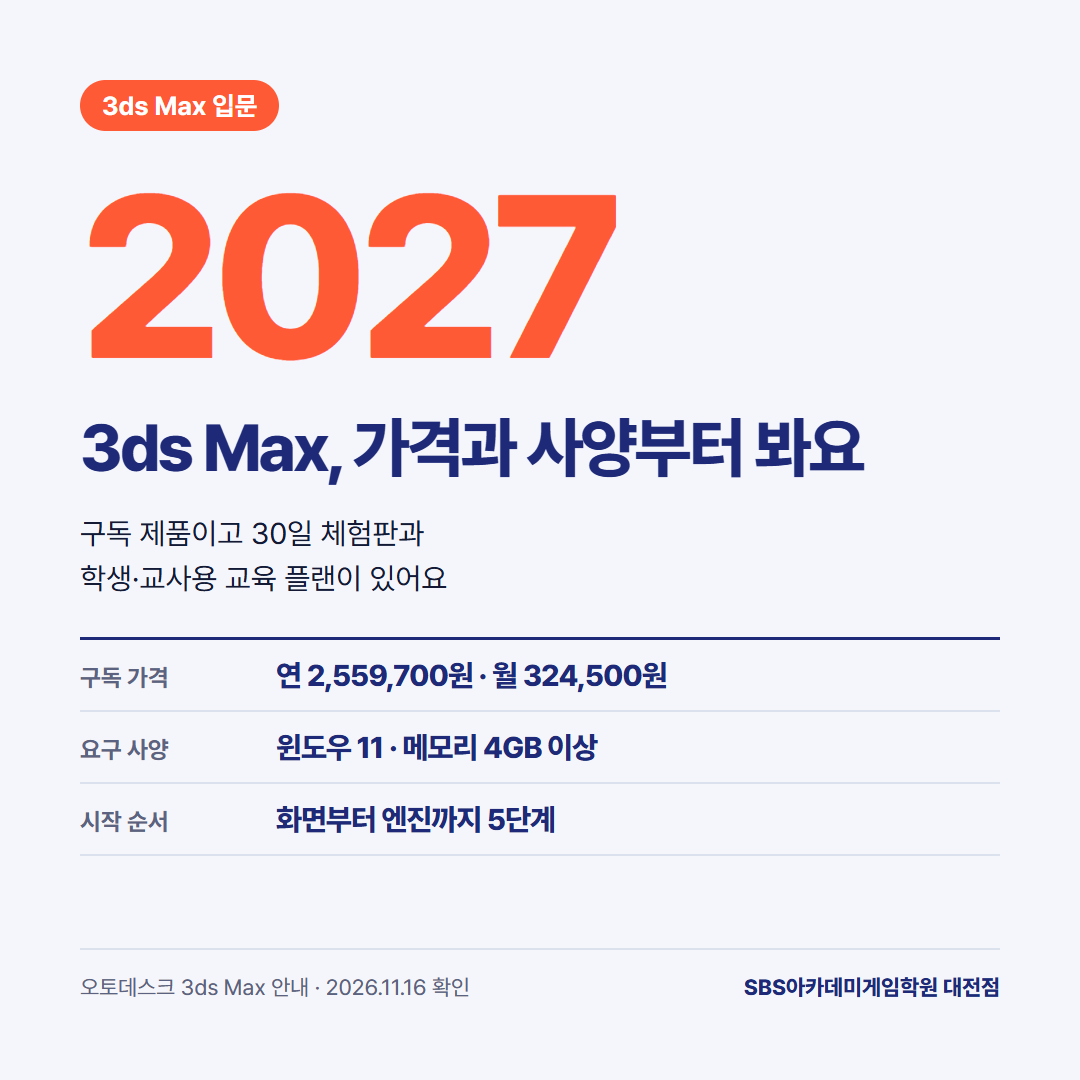 3ds Max 입문
2027
3ds Max, 가격과 사양부터 봐요
구독 제품이고 30일 체험판과
학생·교사용 교육 플랜이 있어요
구독 가격 연 2,559,700원 · 월 324,500원
요구 사양 윈도우 11 · 메모리 4GB 이상
시작 순서 화면부터 엔진까지 5단계
오토데스크 3ds Max 안내 · 2026.11.16 확인 SBS아카데미게임학원 대전점